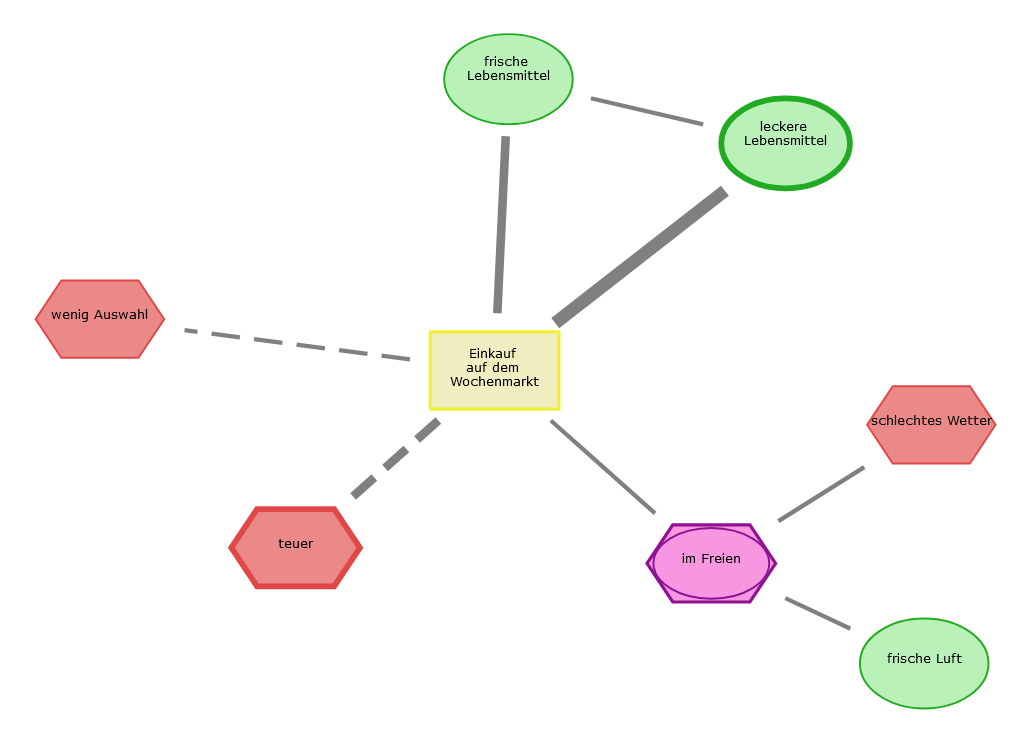 frische
Lebensmittel
leckere
Lebensmittel
wenig Auswahl
Einkauf
auf dem
Wochenmarkt
schlechtes Wetter
teuer
im Freien
frische Luft